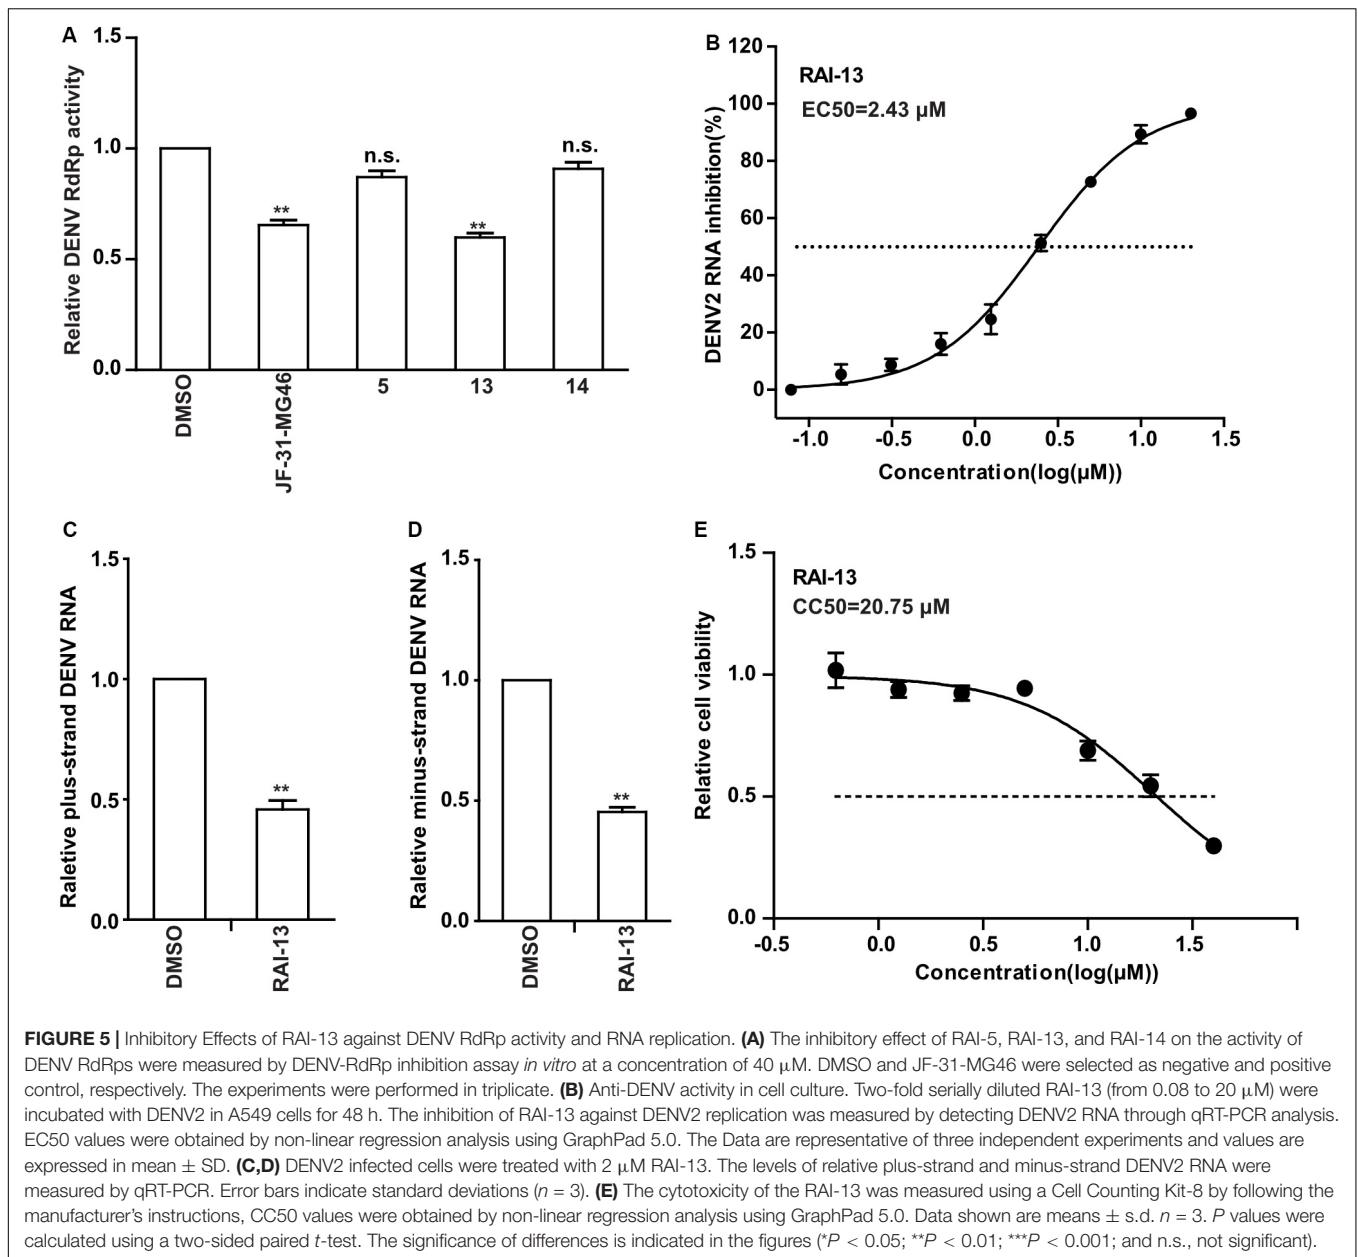 A
1.5
1.0
0.5
0.0
Relative DENV RdRp activity
**
n.s.
**
n.s.
DMSO
JF-31-MG46
5
13
14
B
120
100
80
60
40
20
0
DENV2 RNA inhibition(%)
RAI-13
EC50=2.43 µM
-1.0 -0.5 0.0 0.5 1.0 1.5
Concentration(log(µM))
C
1.5
1.0
0.5
0.0
Raletive plus-strand DENV RNA
**
DMSO
RAI-13
D
1.5
1.0
0.5
0.0
Raletive minus-strand DENV RNA
**
DMSO
RAI-13
E
1.5
1.0
0.5
0.0
Relative cell viability
RAI-13
CC50=20.75 µM
-0.5 0.0 0.5 1.0 1.5
Concentration(log(µM))
FIGURE 5 | Inhibitory Effects of RAI-13 against DENV RdRp activity and RNA replication. (A) The inhibitory effect of RAI-5, RAI-13, and RAI-14 on the activity of
DENV RdRps were measured by DENV-RdRp inhibition assay in vitro at a concentration of 40 µM. DMSO and JF-31-MG46 were selected as negative and positive
control, respectively. The experiments were performed in triplicate. (B) Anti-DENV activity in cell culture. Two-fold serially diluted RAI-13 (from 0.08 to 20 µM) were
incubated with DENV2 in A549 cells for 48 h. The inhibition of RAI-13 against DENV2 replication was measured by detecting DENV2 RNA through qRT-PCR analysis.
EC50 values were obtained by non-linear regression analysis using GraphPad 5.0. The Data are representative of three independent experiments and values are
expressed in mean ± SD. (C,D) DENV2 infected cells were treated with 2 µM RAI-13. The levels of relative plus-strand and minus-strand DENV2 RNA were
measured by qRT-PCR. Error bars indicate standard deviations (n = 3). (E) The cytotoxicity of the RAI-13 was measured using a Cell Counting Kit-8 by following the
manufacturer's instructions, CC50 values were obtained by non-linear regression analysis using GraphPad 5.0. Data shown are means ± s.d. n = 3. P values were
calculated using a two-sided paired t-test. The significance of differences is indicated in the figures (*P < 0.05; **P < 0.01; ***P < 0.001; and n.s., not significant).